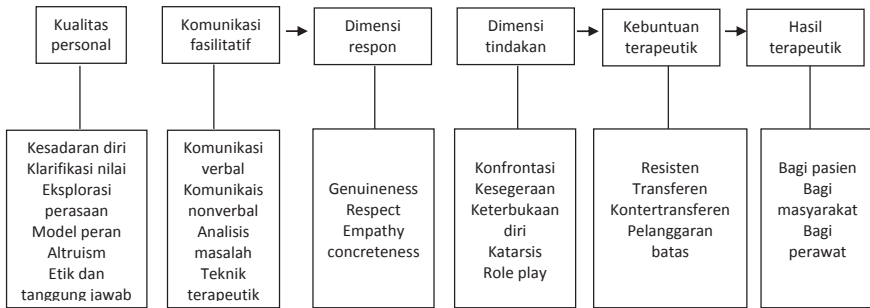 Kualitas
personal
Komunikasi
fasilitatif
Dimensi
respon
Dimensi
tindakan
Kebuntuan
terapeutik
Hasil
terapeutik
Kesadaran diri
Klarifikasi nilai
Eksplorasi
perasaan
Model peran
Altruism
Etik dan
tanggung jawab
Komunikasi
verbal
Komunikais
nonverbal
Analisis
masalah
Teknik
terapeutik
Genuineness
Respect
Empathy
concreteness
Konfrontasi
Kesegeraan
Keterbukaan
diri
Katarsis
Role play
Resisten
Transferen
Kontertransferen
Pelanggaran
batas
Bagi pasien
Bagi
masyarakat
Bagi
perawat